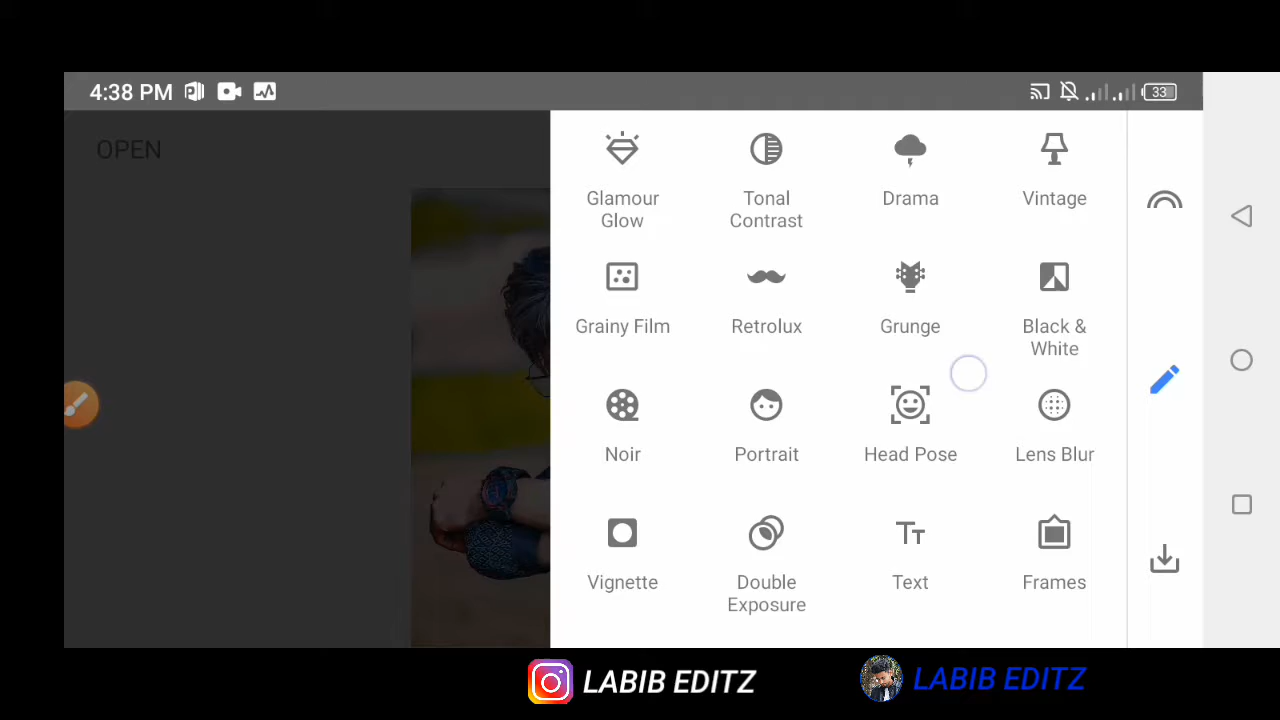 4:38 PM
33
OPEN
Glamour
Glow
Tonal
Contrast
Drama
Vintage
Grainy Film
Retrolux
Grunge
Black &
White
Noir
Portrait
Head Pose
Lens Blur
Vignette
Double
Exposure
Text
Frames
LABIB EDITZ
LABIB EDITZ